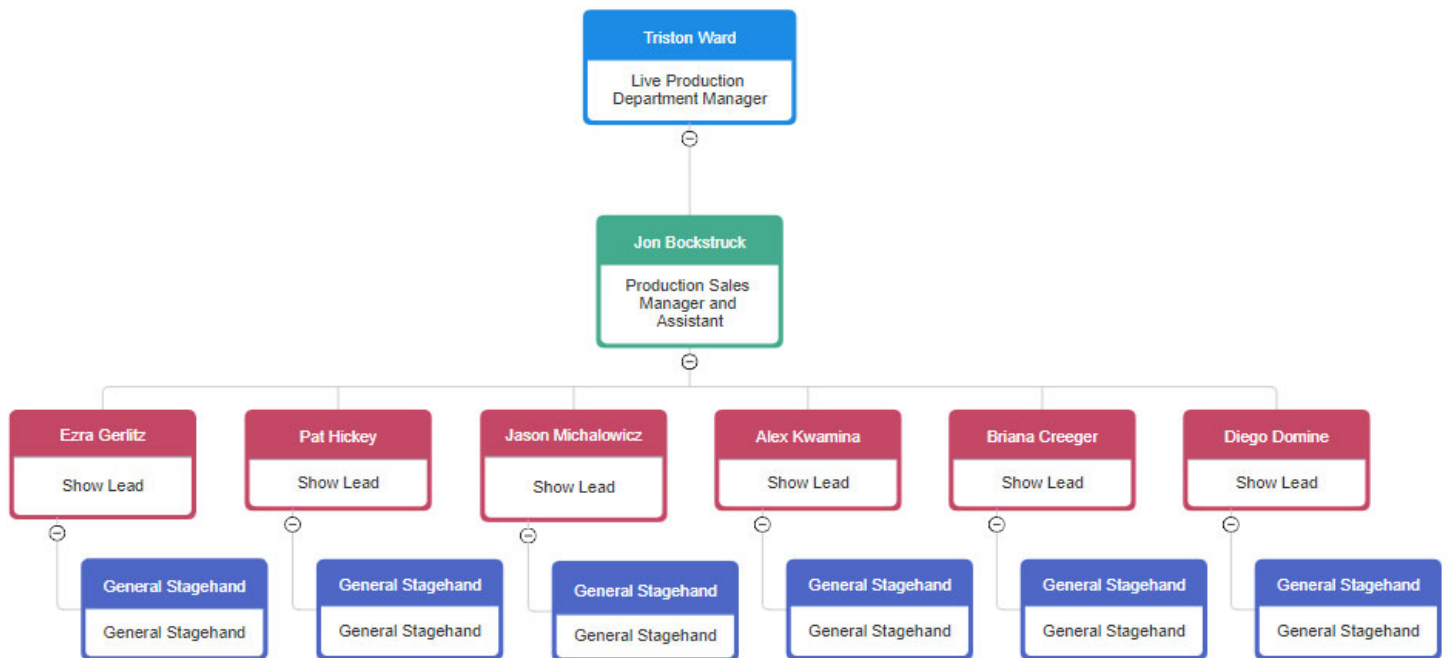 Triston Ward
Live Production
Department Manager
Jon Bockstruck
Production Sales
Manager and
Assistant
Ezra Gerlitz
Show Lead
Pat Hickey
Show Lead
Jason Michalowicz
Show Lead
Alex Kwamina
Show Lead
Briana Creeger
Show Lead
Diego Domine
Show Lead
General Stagehand
General Stagehand
General Stagehand
General Stagehand
General Stagehand
General Stagehand
General Stagehand
General Stagehand
General Stagehand
General Stagehand
General Stagehand
General Stagehand